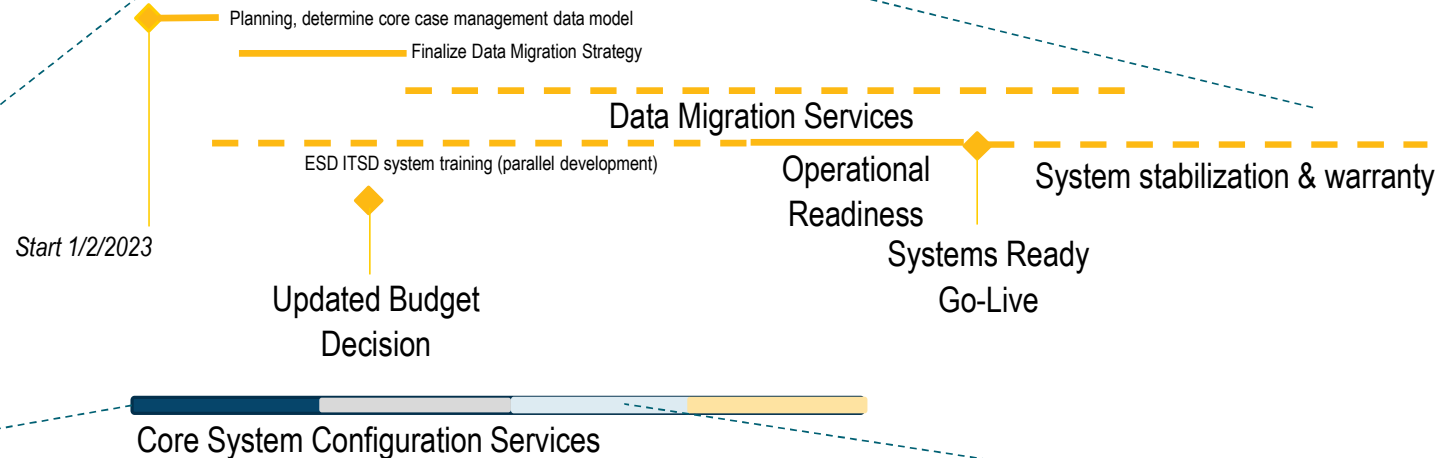 Planning, determine core case management data model
Finalize Data Migration Strategy
Data Migration Services
ESD ITSD system training (parallel development)
Operational
Readiness
System stabilization & warranty
Start 1/2/2023
Systems Ready
Go-Live
Updated Budget
Decision
Core System Configuration Services